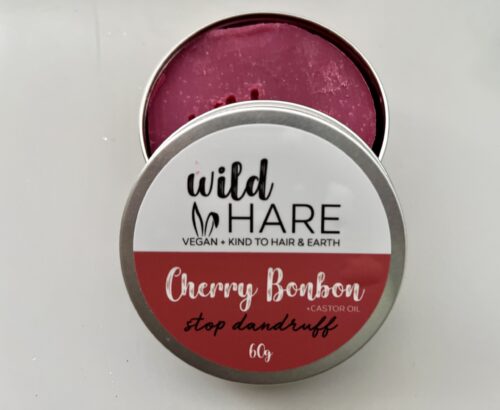 wild
HARE
VEGAN + KIND TO HAIR & EARTH
Cherry Bonbon
+CASTOR OIL
stop dandruff
60g